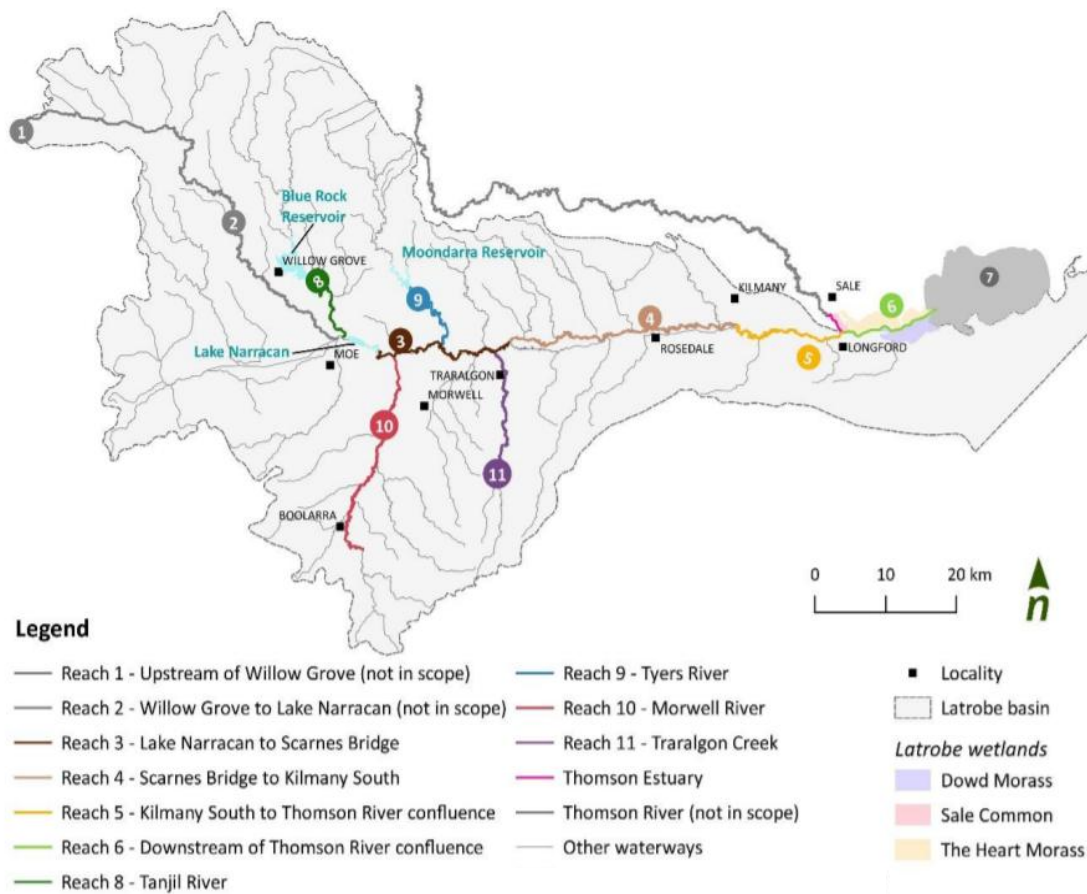 1
2
Blue Rock
Reservoir
WILLOW GROVE
8
Moondarra Reservoir
9
KILMANY
SALE
7
6
4
3
Lake Narracan
MOE
ROSEDALE
5
LONGFORD
TRARALGON
MORWELL
10
11
BOOLARRA
0 10 20 km
n
Legend
Reach 1 - Upstream of Willow Grove (not in scope)
Reach 2 - Willow Grove to Lake Narracan (not in scope)
Reach 3 - Lake Narracan to Scarnes Bridge
Reach 4 - Scarnes Bridge to Kilmany South
Reach 5 - Kilmany South to Thomson River confluence
Reach 6 - Downstream of Thomson River confluence
Reach 8 - Tanjil River
Reach 9 - Tyers River
Reach 10 - Morwell River
Reach 11 - Traralgon Creek
Thomson Estuary
Thomson River (not in scope)
Other waterways
Locality
Latrobe basin
Latrobe wetlands
Dowd Morass
Sale Common
The Heart Morass